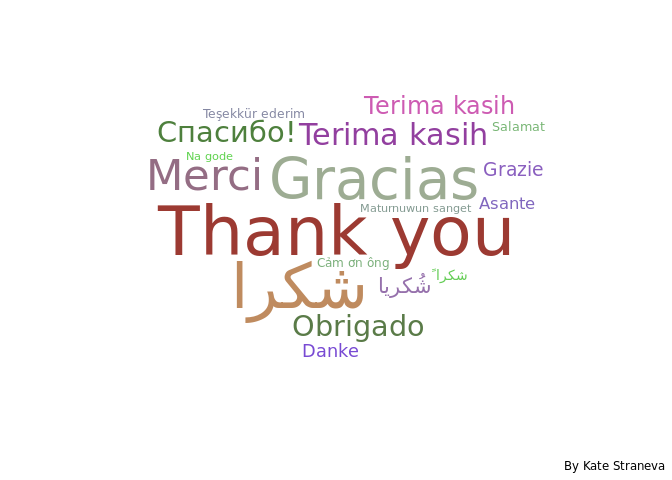 Terima kasih
Teşekkür ederim
Спасибо!
Terima kasih
Salamat
Na gode
Merci
Gracias
Grazie
Asante
Maturnuwun sanget
Thank you
Cảm ơn ông
شكرا
شُكريا
شكرا ً
Obrigado
Danke
By Kate Straneva